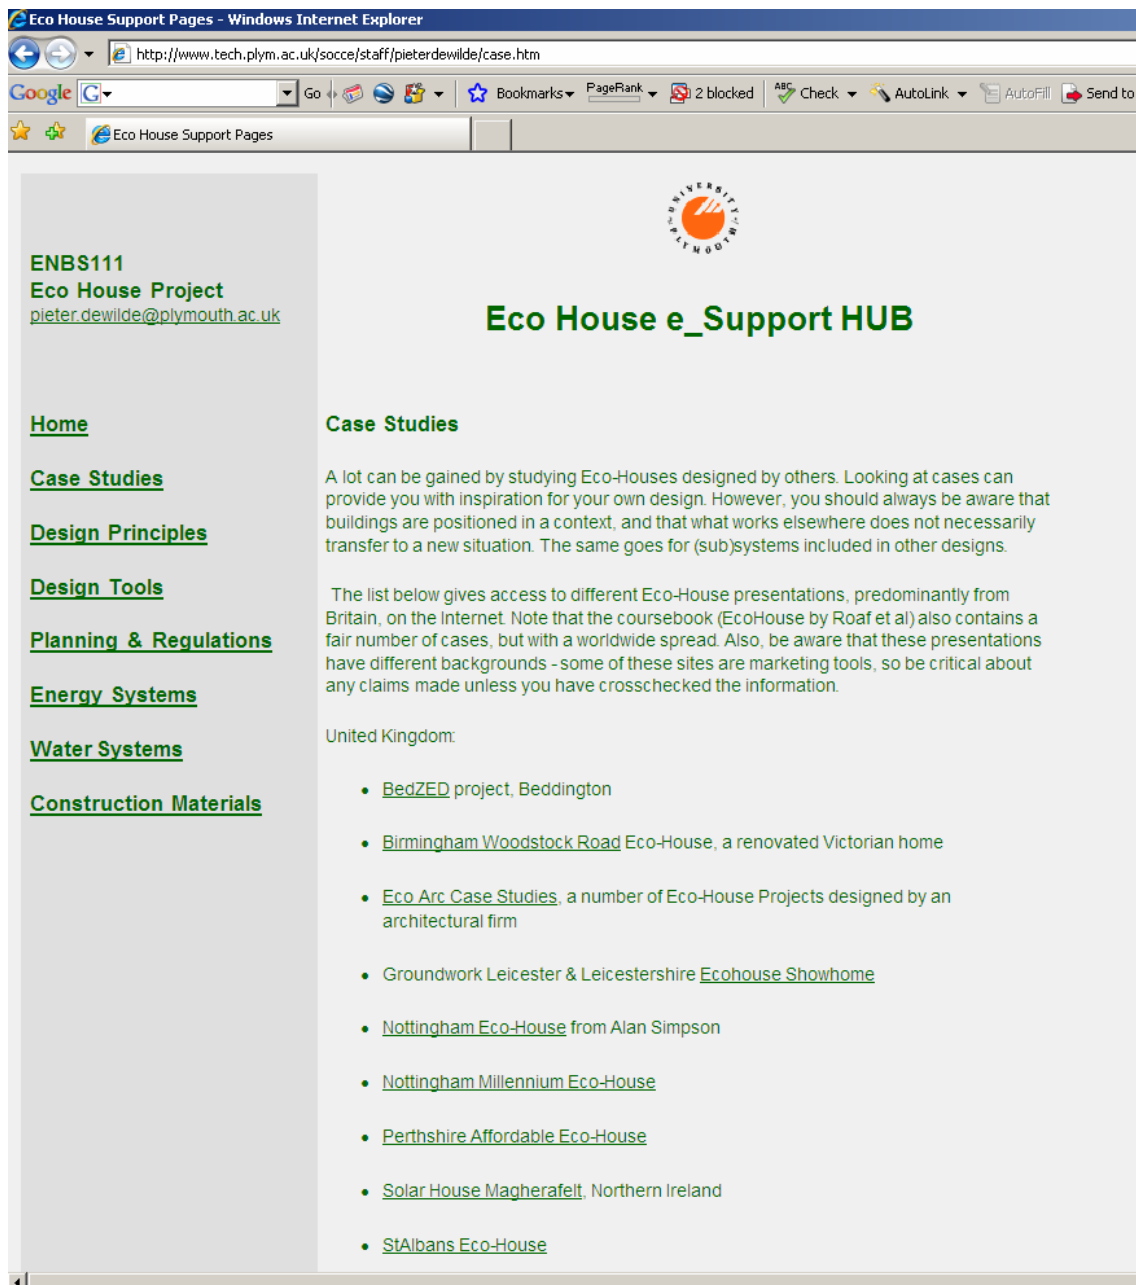 Eco House Support Pages - Windows Internet Explorer
http://www.tech.plym.ac.uk/socce/staff/pieterdewilde/case.htm
Google G Go Bookmarks PageRank 2 blocked ABC Check AutoLink AutoFill Send to
Eco House Support Pages
UNIVERSITY
PLYMOUTH
ENBS111
Eco House Project
pieter.dewilde@plymouth.ac.uk
Eco House e_Support HUB
Home
Case Studies
Design Principles
Design Tools
Planning & Regulations
Energy Systems
Water Systems
Construction Materials
Case Studies
A lot can be gained by studying Eco-Houses designed by others. Looking at cases can
provide you with inspiration for your own design. However, you should always be aware that
buildings are positioned in a context, and that what works elsewhere does not necessarily
transfer to a new situation. The same goes for (sub)systems included in other designs.
The list below gives access to different Eco-House presentations, predominantly from
Britain, on the Internet. Note that the coursebook (EcoHouse by Roaf et al) also contains a
fair number of cases, but with a worldwide spread. Also, be aware that these presentations
have different backgrounds - some of these sites are marketing tools, so be critical about
any claims made unless you have crosschecked the information.
United Kingdom:
• BedZED project, Beddington
• Birmingham Woodstock Road Eco-House, a renovated Victorian home
• Eco Arc Case Studies, a number of Eco-House Projects designed by an
architectural firm
• Groundwork Leicester & Leicestershire Ecohouse Showhome
• Nottingham Eco-House from Alan Simpson
• Nottingham Millennium Eco-House
• Perthshire Affordable Eco-House
• Solar House Magherafelt, Northern Ireland
• StAlbans Eco-House